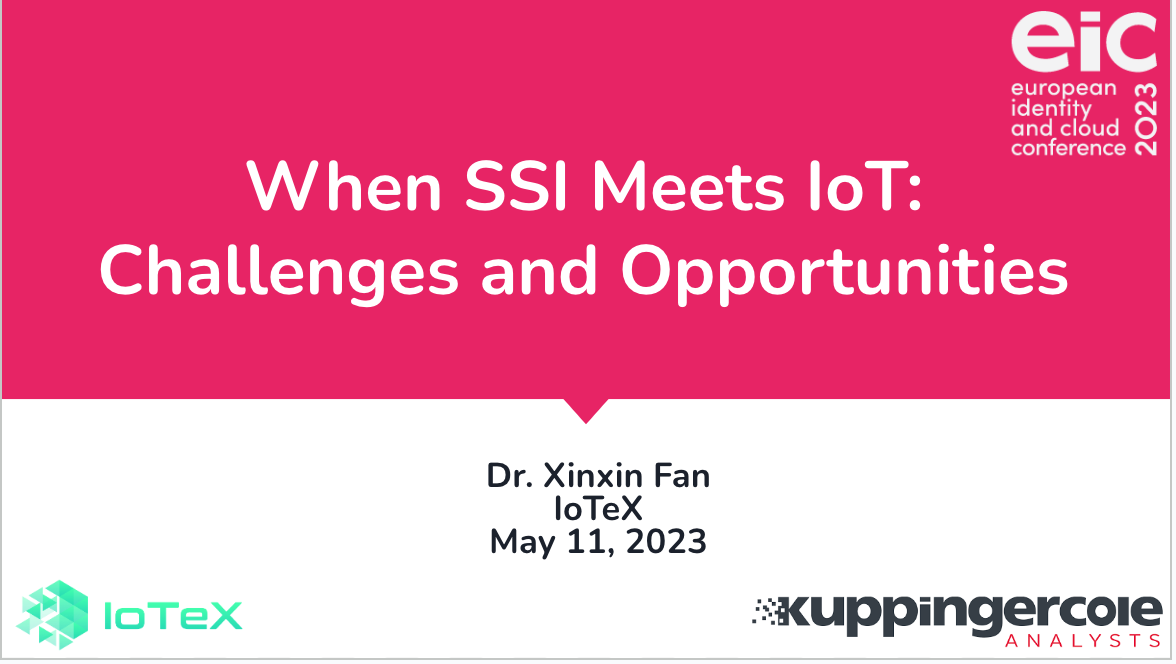 eic
european
identity
and cloud
conference
2023
When SSI Meets IoT:
Challenges and Opportunities
Dr. Xinxin Fan
IoTeX
May 11, 2023
IoTeX
kuppingercole
ANALYSTS